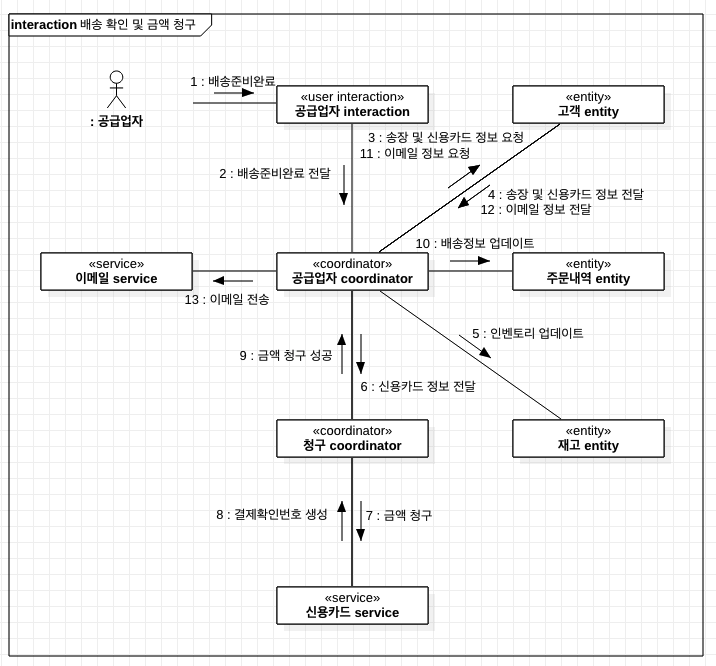 interaction 배송 확인 및 금액 청구
1 : 배송준비완료
: 공급업자
«user interaction»
공급업자 interaction
«entity»
고객 entity
3 : 송장 및 신용카드 정보 요청
11 : 이메일 정보 요청
2 : 배송준비완료 전달
4 : 송장 및 신용카드 정보 전달
12 : 이메일 정보 전달
10 : 배송정보 업데이트
«service»
이메일 service
«coordinator»
공급업자 coordinator
«entity»
주문내역 entity
13 : 이메일 전송
5 : 인벤토리 업데이트
9 : 금액 청구 성공
6 : 신용카드 정보 전달
«coordinator»
청구 coordinator
«entity»
재고 entity
8 : 결제확인번호 생성
7 : 금액 청구
«service»
신용카드 service